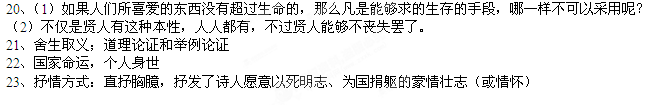 20、（1）如果人们所喜爱的东西没有超过生命的，那么凡是能够求的生存的手段，哪一样不可以采用呢？
（2）不仅是贤人有这种本性，人人都有，不过贤人能够不丧失罢了。
21、舍生取义；道理论证和举例论证
22、国家命运，个人身世
23、抒情方式：直抒胸臆，抒发了诗人愿意以死明志、为国捐躯的豪情壮志（或情怀）